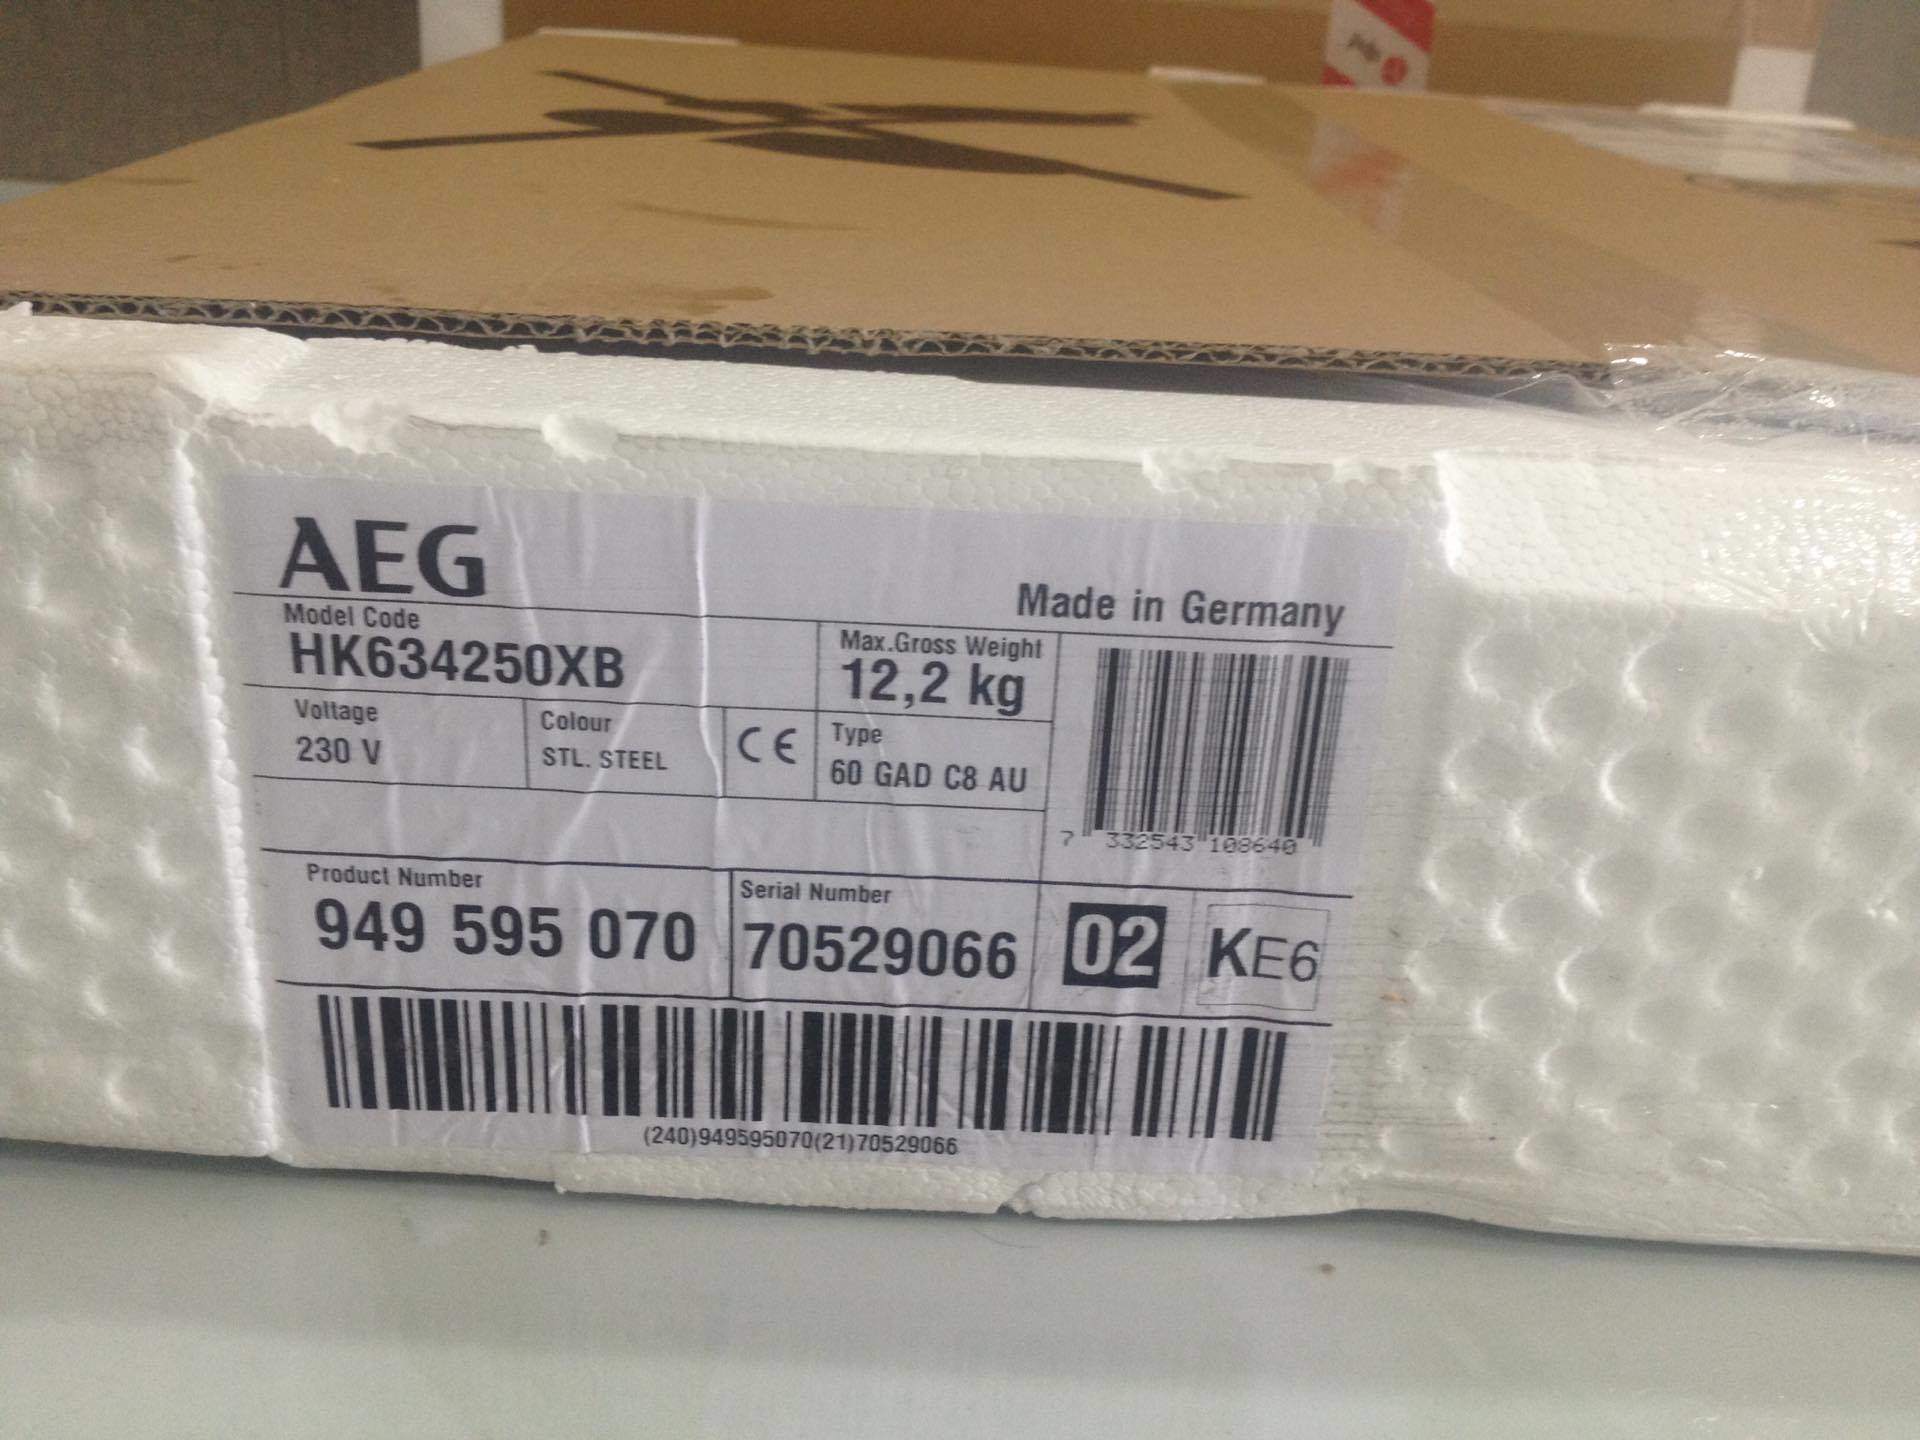 AEG
Made in Germany
Model Code
HK634250XB
Max.Gross Weight
12,2 kg
Voltage
230 V
Colour
STL. STEEL
CE
Type
60 GAD C8 AU
7 332543 108640
Product Number
949 595 070
Serial Number
70529066
02
KE6
(240)949595070(21)70529066